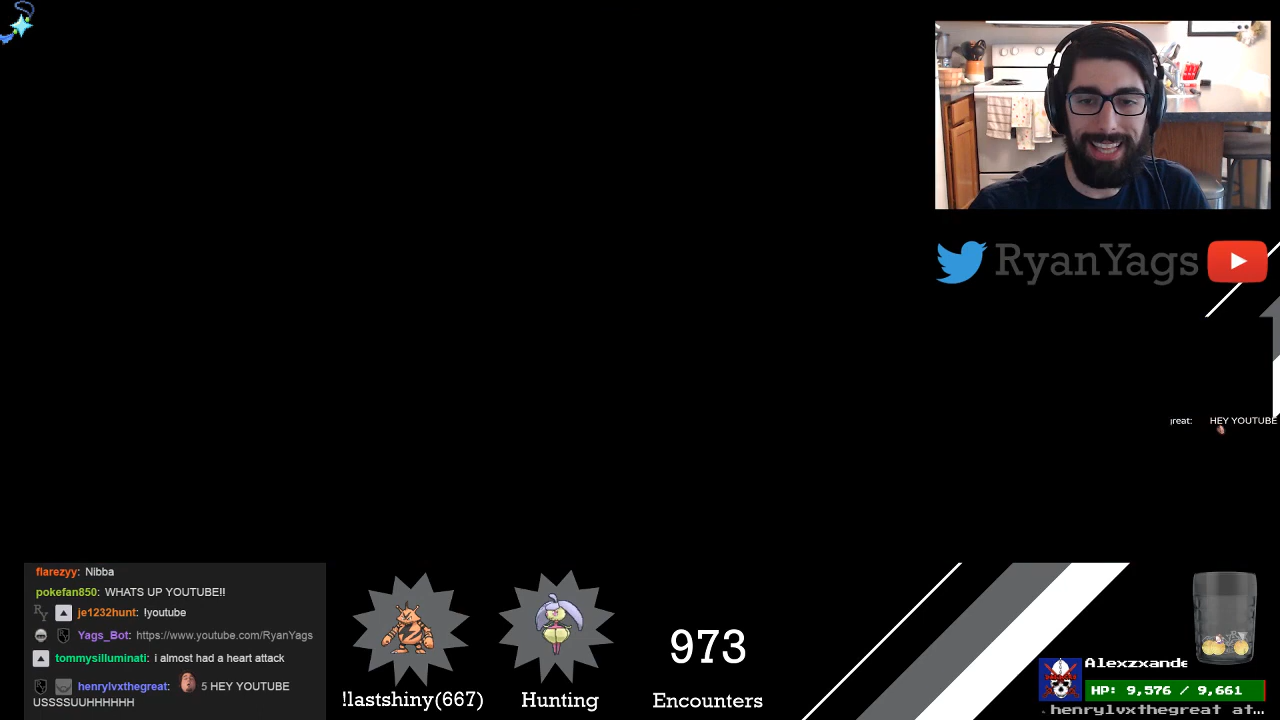 RyanYags
reat: HEY YOUTUBE
flarezyy: Nibba
pokefan850: WHATS UP YOUTUBE!!
RY je1232hunt: !youtube
Yags_Bot: https://www.youtube.com/RyanYags
tommysilluminati: i almost had a heart attack
henrylvxthegreat: 5 HEY YOUTUBE
USSSSUUHHHHHH
!lastshiny(667)
Hunting
973
Encounters
Alexzxande
HP: 9,576 / 9,661
henrylvxthegreat at…